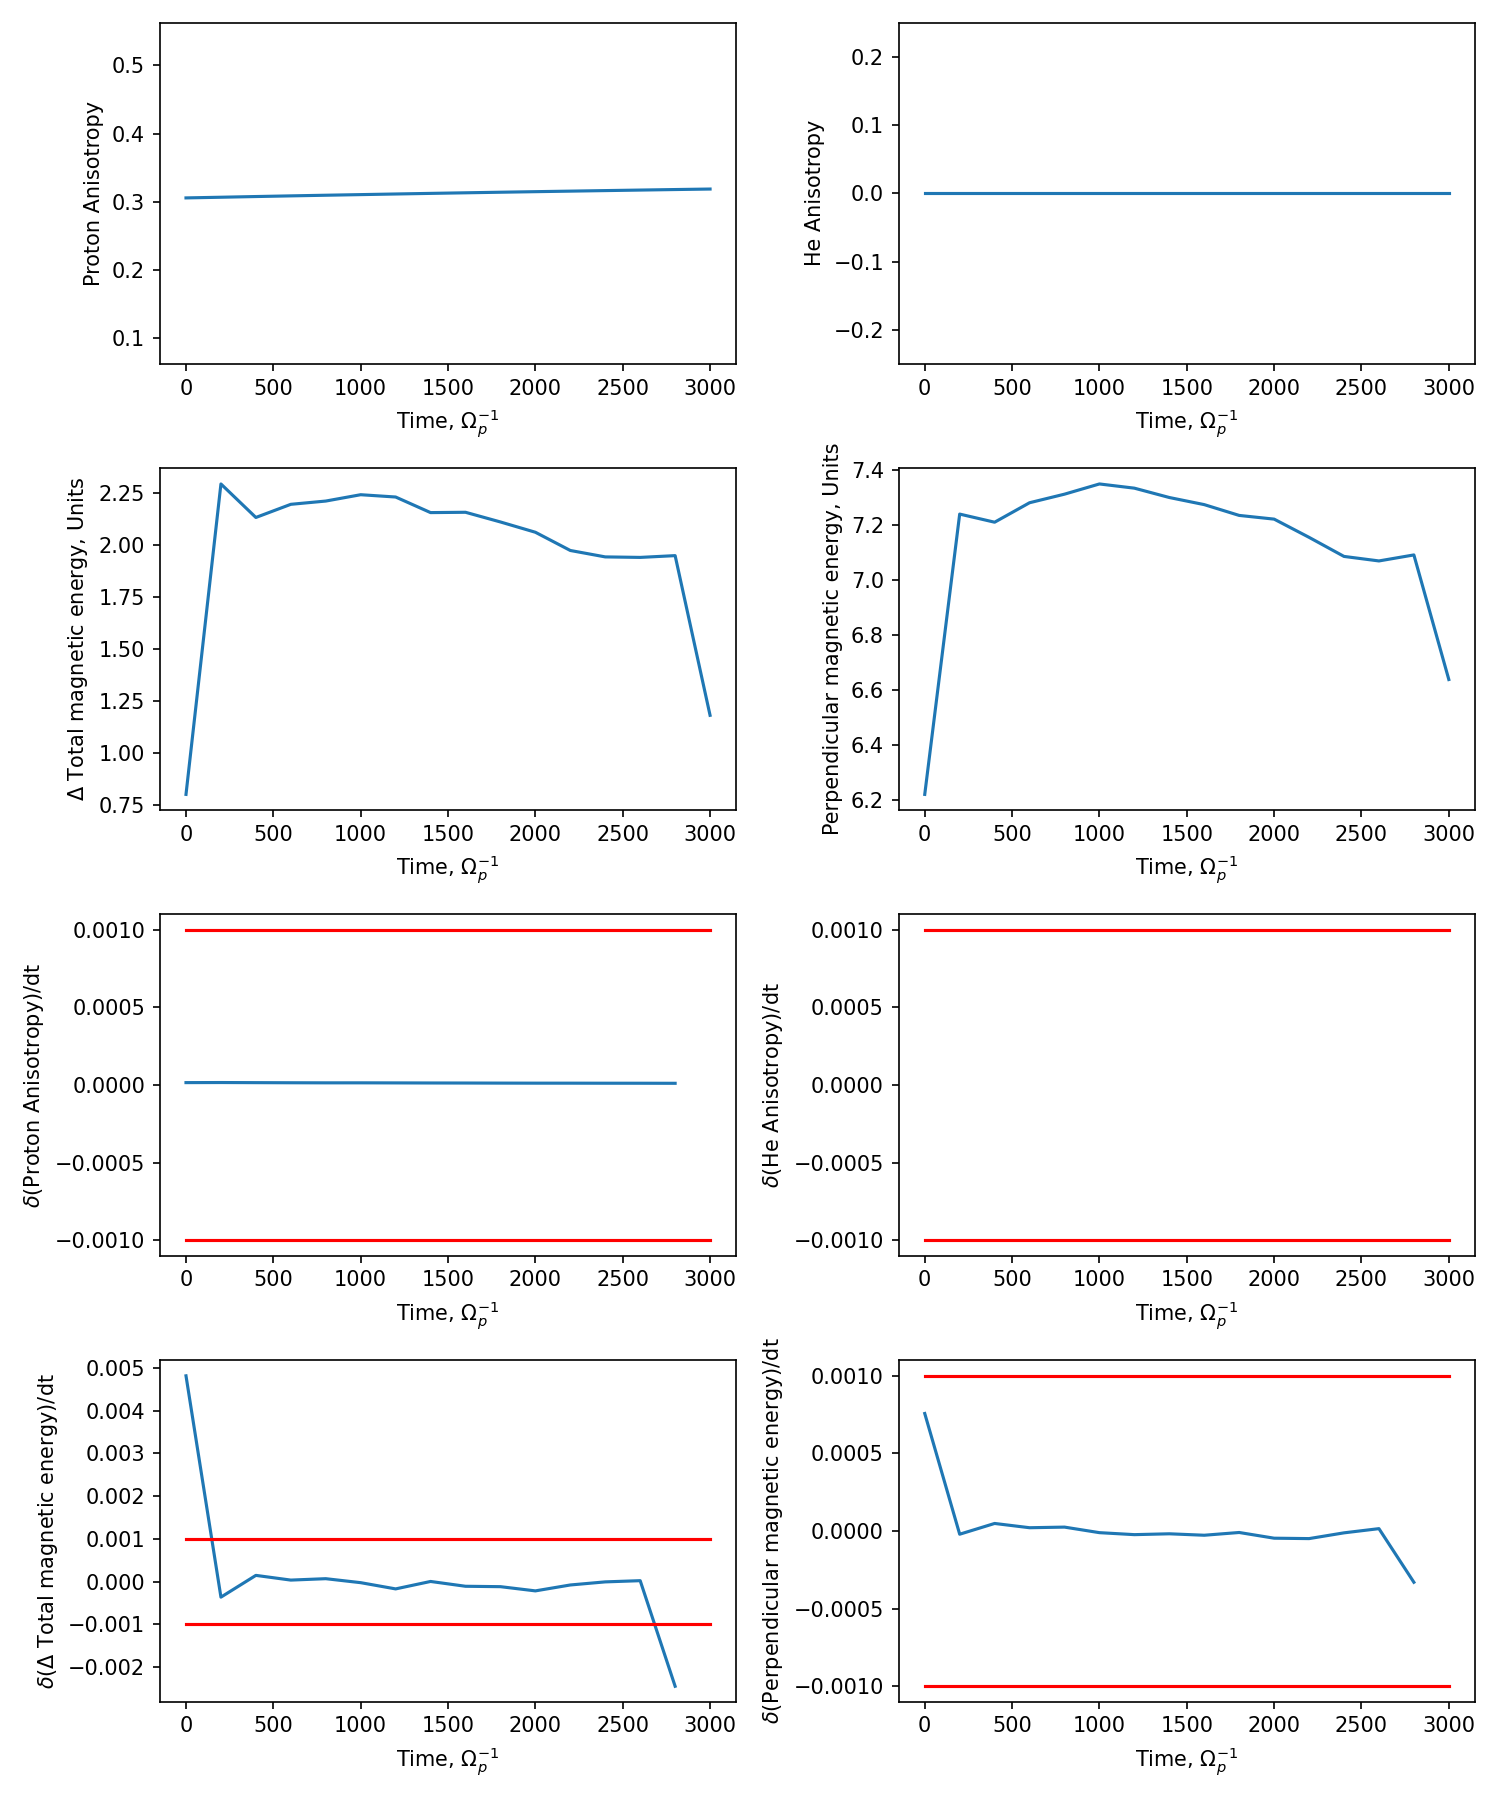 Proton Anisotropy
0.5
0.4
0.3
0.2
0.1
0 500 1000 1500 2000 2500 3000
Time, Ω_p^{−1}
He Anisotropy
0.2
0.1
0.0
−0.1
−0.2
0 500 1000 1500 2000 2500 3000
Time, Ω_p^{−1}
Δ Total magnetic energy, Units
2.25
2.00
1.75
1.50
1.25
1.00
0.75
0 500 1000 1500 2000 2500 3000
Time, Ω_p^{−1}
Perpendicular magnetic energy, Units
7.4
7.2
7.0
6.8
6.6
6.4
6.2
0 500 1000 1500 2000 2500 3000
Time, Ω_p^{−1}
δ(Proton Anisotropy)/dt
0.0010
0.0005
0.0000
−0.0005
−0.0010
0 500 1000 1500 2000 2500 3000
Time, Ω_p^{−1}
δ(He Anisotropy)/dt
0.0010
0.0005
0.0000
−0.0005
−0.0010
0 500 1000 1500 2000 2500 3000
Time, Ω_p^{−1}
δ(Δ Total magnetic energy)/dt
0.005
0.004
0.003
0.002
0.001
0.000
−0.001
−0.002
0 500 1000 1500 2000 2500 3000
Time, Ω_p^{−1}
δ(Perpendicular magnetic energy)/dt
0.0010
0.0005
0.0000
−0.0005
−0.0010
0 500 1000 1500 2000 2500 3000
Time, Ω_p^{−1}